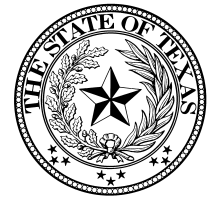 THE STATE OF TEXAS